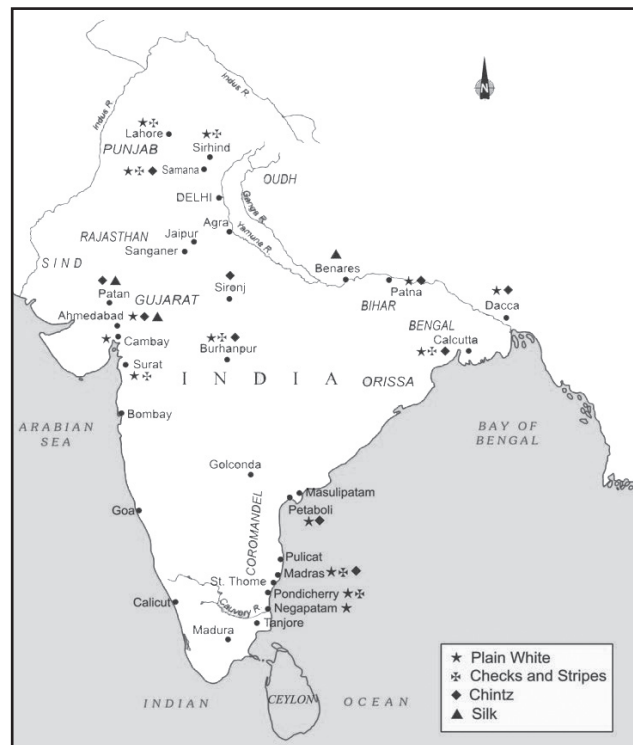 N
Indus R.
Indus R.
Lahore
PUNJAB
Sirhind
Samana
OUDH
DELHI
Ganga R.
Yamuna R.
Agra
RAJASTHAN
Jaipur
Sanganer
SIND
Benares
Patna
BIHAR
Dacca
Patan
GUJARAT
Sironj
Ahmedabad
BENGAL
Cambay
Burhanpur
Calcutta
Surat
INDIA
ORISSA
Bombay
ARABIAN
SEA
BAY OF
BENGAL
Golconda
Masulipatam
Petaboli
Goa
COROMANDEL
Pulicat
Madras
St. Thome
Pondicherry
Calicut
Cauvery R.
Negapatam
Tanjore
Madura
INDIAN
CEYLON
OCEAN
Plain White
Checks and Stripes
Chintz
Silk